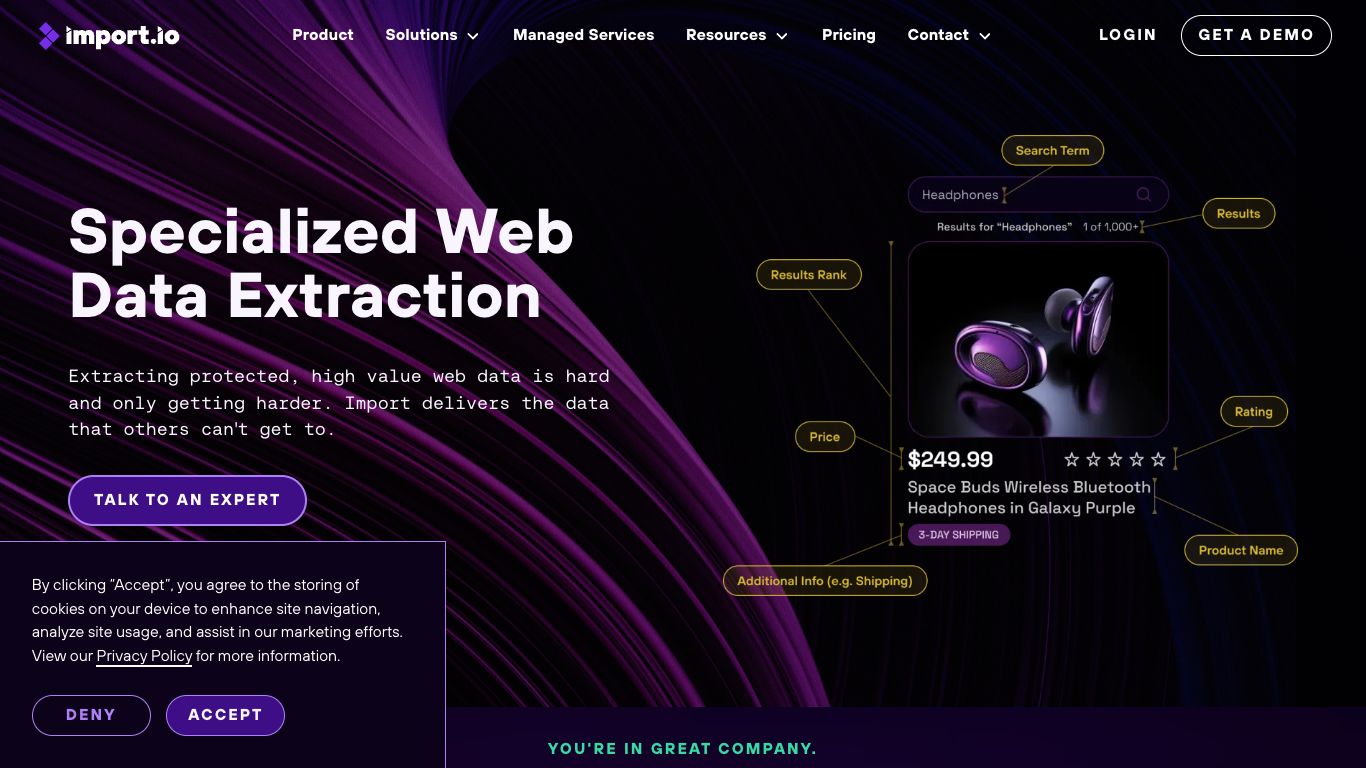 import.io
Product
Solutions
Managed Services
Resources
Pricing
Contact
LOGIN
GET A DEMO
Specialized Web
Data Extraction
Extracting protected, high value web data is hard
and only getting harder. Import delivers the data
that others can't get to.
TALK TO AN EXPERT
Search Term
Headphones
Results
Results for “Headphones” 1 of 1,000+
Results Rank
Rating
Price
$249.99
Space Buds Wireless Bluetooth
Headphones in Galaxy Purple
3-DAY SHIPPING
Product Name
Additional Info (e.g. Shipping)
By clicking “Accept”, you agree to the storing of
cookies on your device to enhance site navigation,
analyze site usage, and assist in our marketing efforts.
View our Privacy Policy for more information.
DENY
ACCEPT
YOU'RE IN GREAT COMPANY.